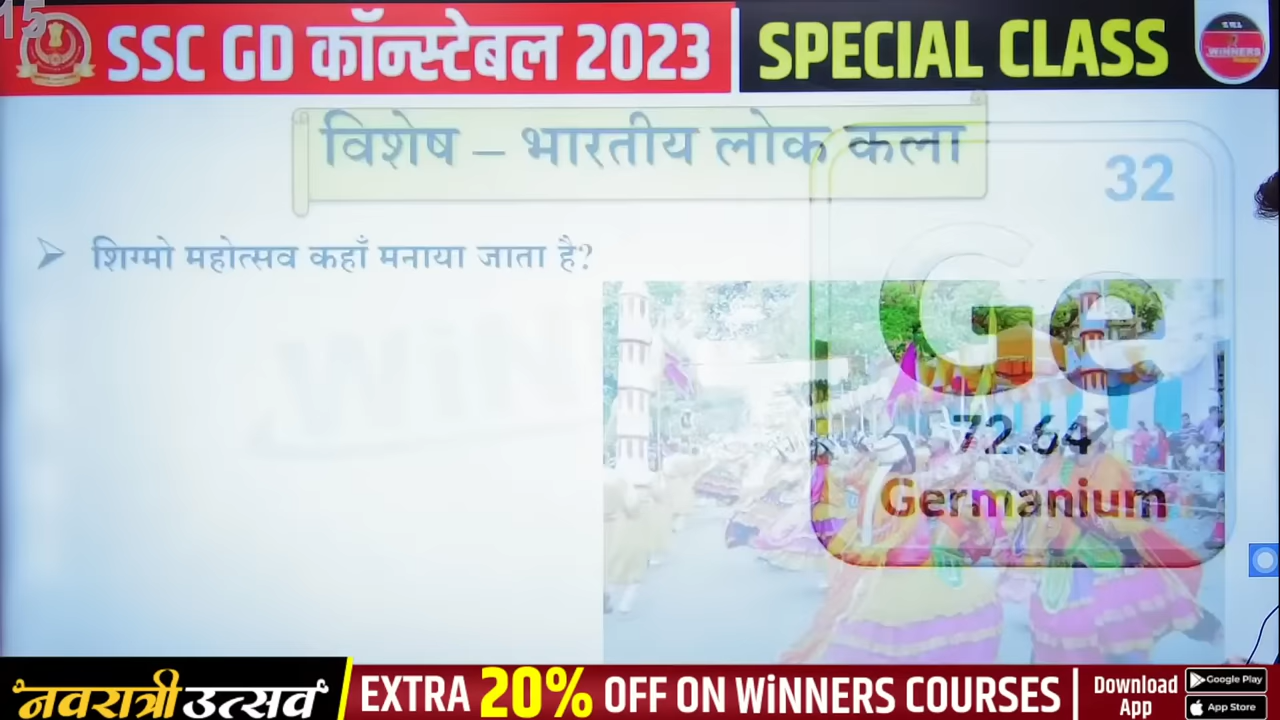 15
SSC GD कॉन्स्टेबल 2023
SPECIAL CLASS
WiNNERS
विशेष – भारतीय लोक कला
32
शिग्मो महोत्सव कहाँ मनाया जाता है?
Ge
72.64
Germanium
WIN
नवरात्री उत्सव
EXTRA 20% OFF ON WiNNERS COURSES
Download
App
Google Play
App Store